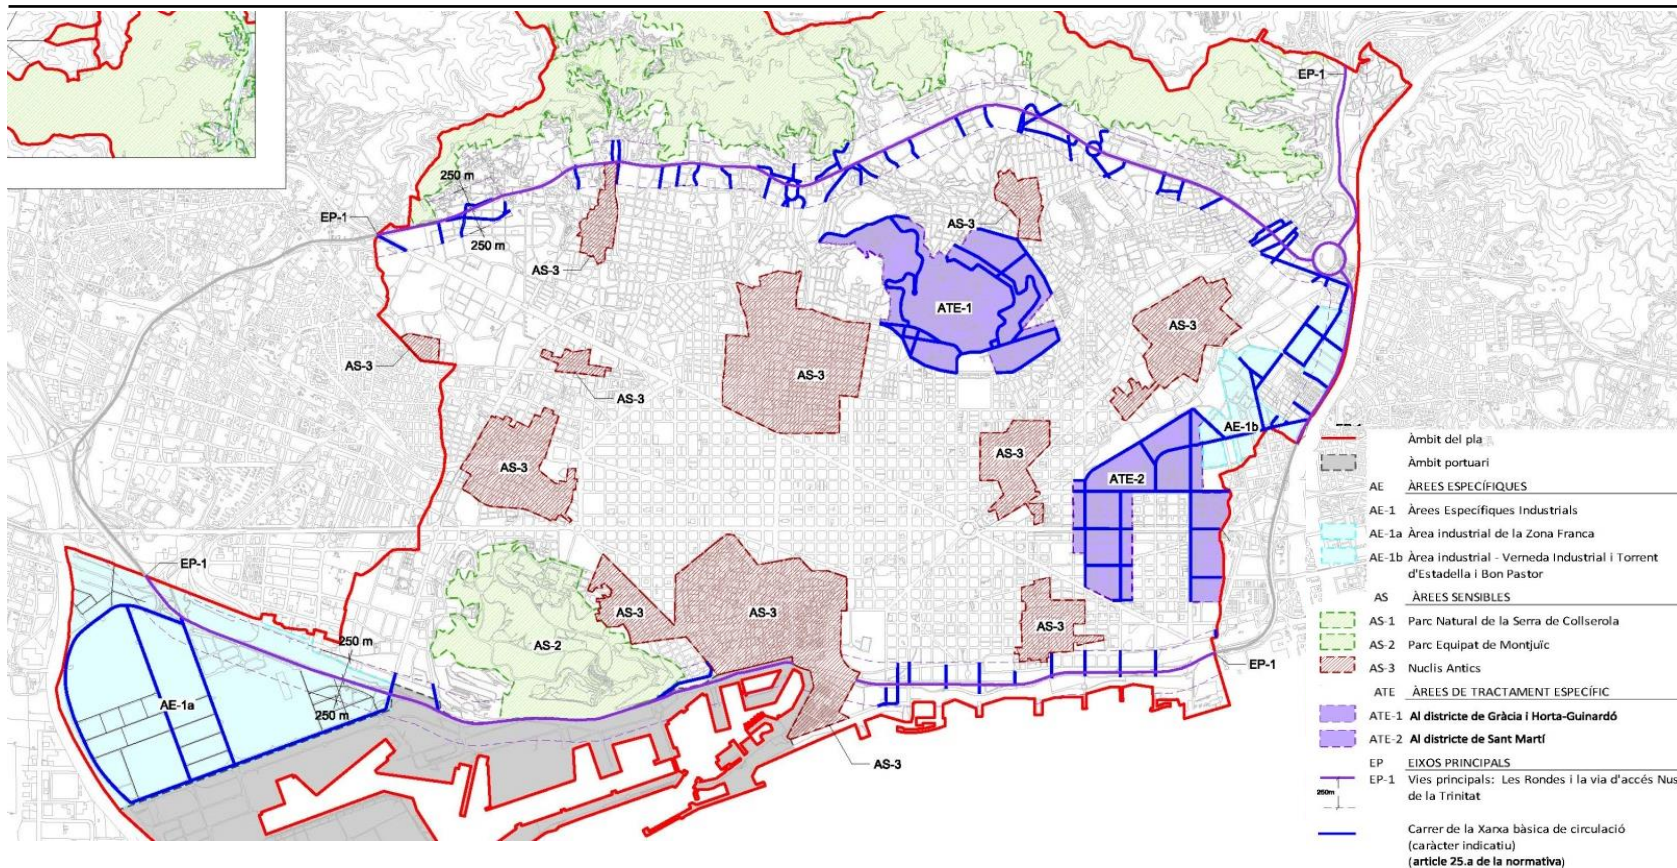 EP-1
250 m
EP-1
250 m
AS-3
AS-3
ATE-1
AS-3
AS-3
AS-3
AS-3
AS-3
AE-1b
AS-3
AS-3
ATE-2
EP-1
AS-3
AS-3
AS-3
AS-2
250 m
EP-1
AE-1a
250 m
AS-3
Àmbit del pla
Àmbit portuari
AE ÀREES ESPECÍFIQUES
AE-1 Àrees Específiques Industrials
AE-1a Àrea industrial de la Zona Franca
AE-1b Àrea industrial - Verneda Industrial i Torrent
d'Estadella i Bon Pastor
AS ÀREES SENSIBLES
AS-1 Parc Natural de la Serra de Collserola
AS-2 Parc Equipat de Montjuïc
AS-3 Nuclis Antics
ATE ÀREES DE TRACTAMENT ESPECÍFIC
ATE-1 Al districte de Gràcia i Horta-Guinardó
ATE-2 Al districte de Sant Martí
EP EIXOS PRINCIPALS
EP-1 Vies principals: Les Rondes i la via d'accés Nus
250m
de la Trinitat
Carrer de la Xarxa bàsica de circulació
(caràcter indicatiu)
(article 25.a de la normativa)